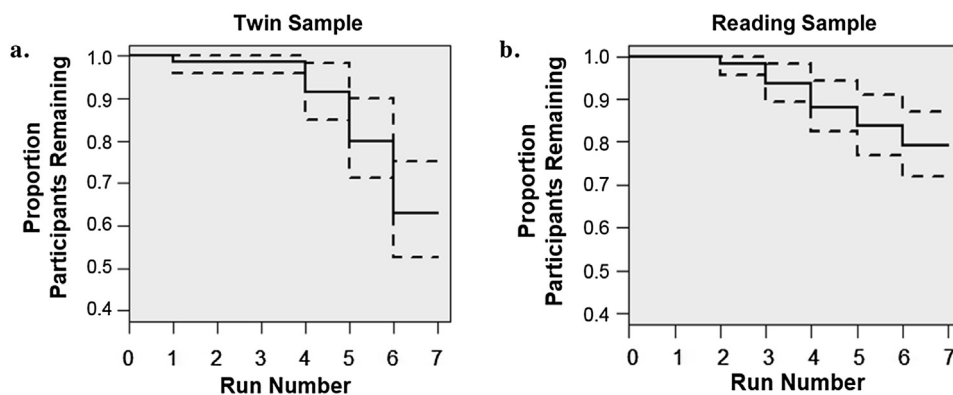 Twin Sample
a.
Proportion
Participants Remaining
1.0
0.9
0.8
0.7
0.6
0.5
0.4
0 1 2 3 4 5 6 7
Run Number
Reading Sample
b.
Proportion
Participants Remaining
1.0
0.9
0.8
0.7
0.6
0.5
0.4
0 1 2 3 4 5 6 7
Run Number